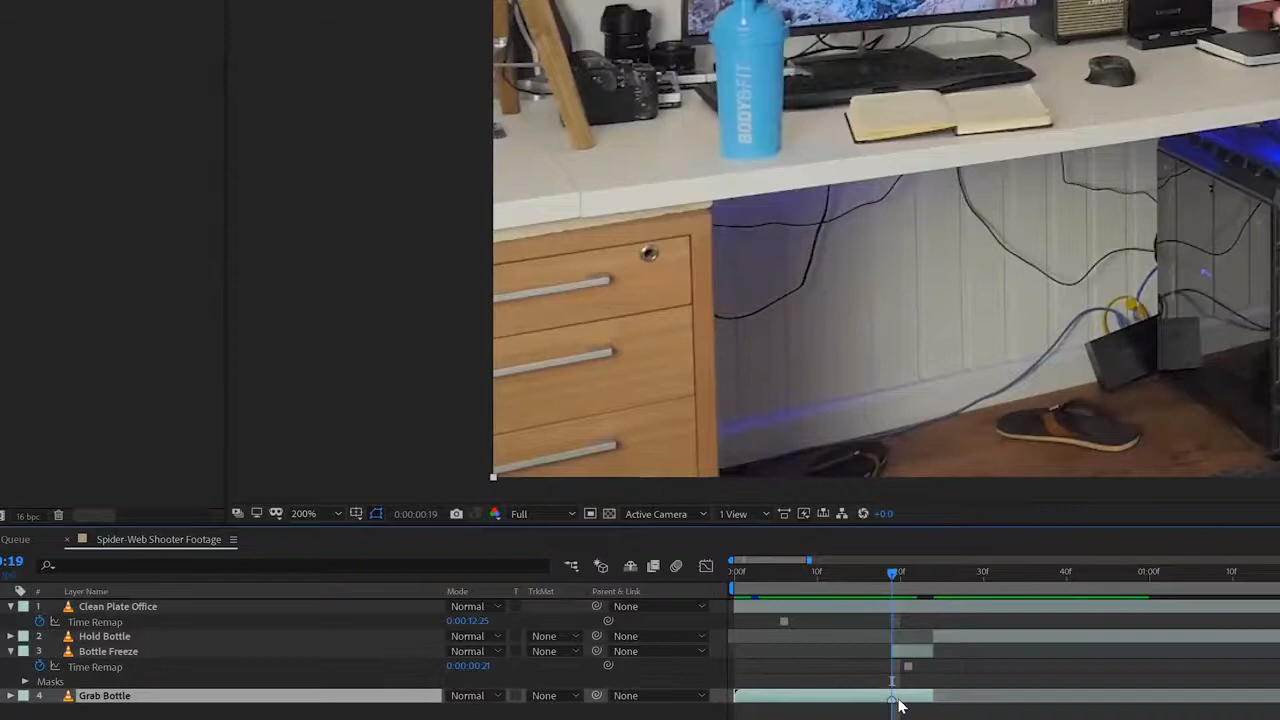 BODY&FIT
16 bpc
200%
0:00:00:19
Full
Active Camera
1 View
+0.0
Queue
× Spider-Web Shooter Footage
0:19
# Layer Name Mode T TrkMat Parent & Link
0:00f 10f 20f 30f 40f 01:00f 10f
1 Clean Plate Office Normal None
Time Remap 0:00:12:25
2 Hold Bottle Normal None None
3 Bottle Freeze Normal None None
Time Remap 0:00:00:21
Masks
4 Grab Bottle Normal None None